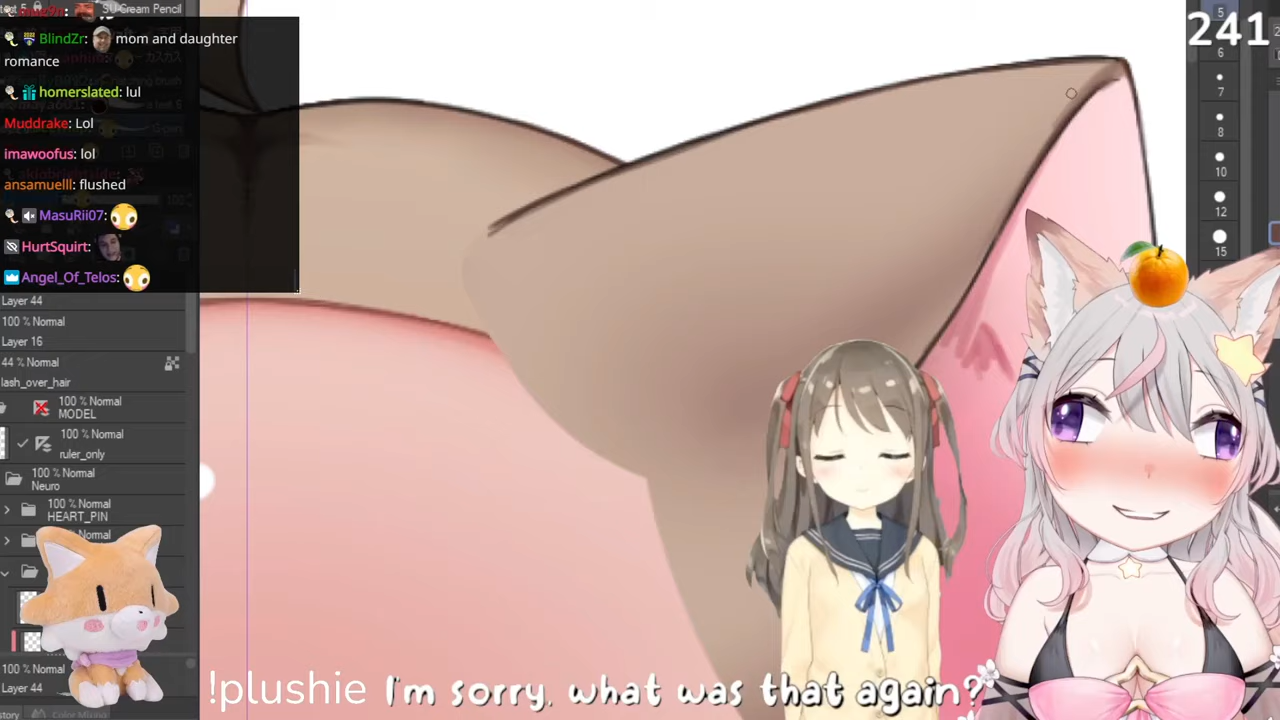 SU Cream Pencil
241
BlindZr: mom and daughter
romance
homerslated: lul
Muddrake: Lol
imawoofus: lol
ansamuelll: flushed
MasuRii07:
HurtSquirt:
Angel_Of_Telos:
5
6
7
8
10
12
15
Layer 44
100 % Normal
Layer 16
44 % Normal
lash_over_hair
100 % Normal
MODEL
100 % Normal
ruler_only
100 % Normal
Neuro
100 % Normal
HEART_PIN
100 % Normal
100 % Normal
Layer 44
!plushie I'm sorry, what was that again?
Color Mixing